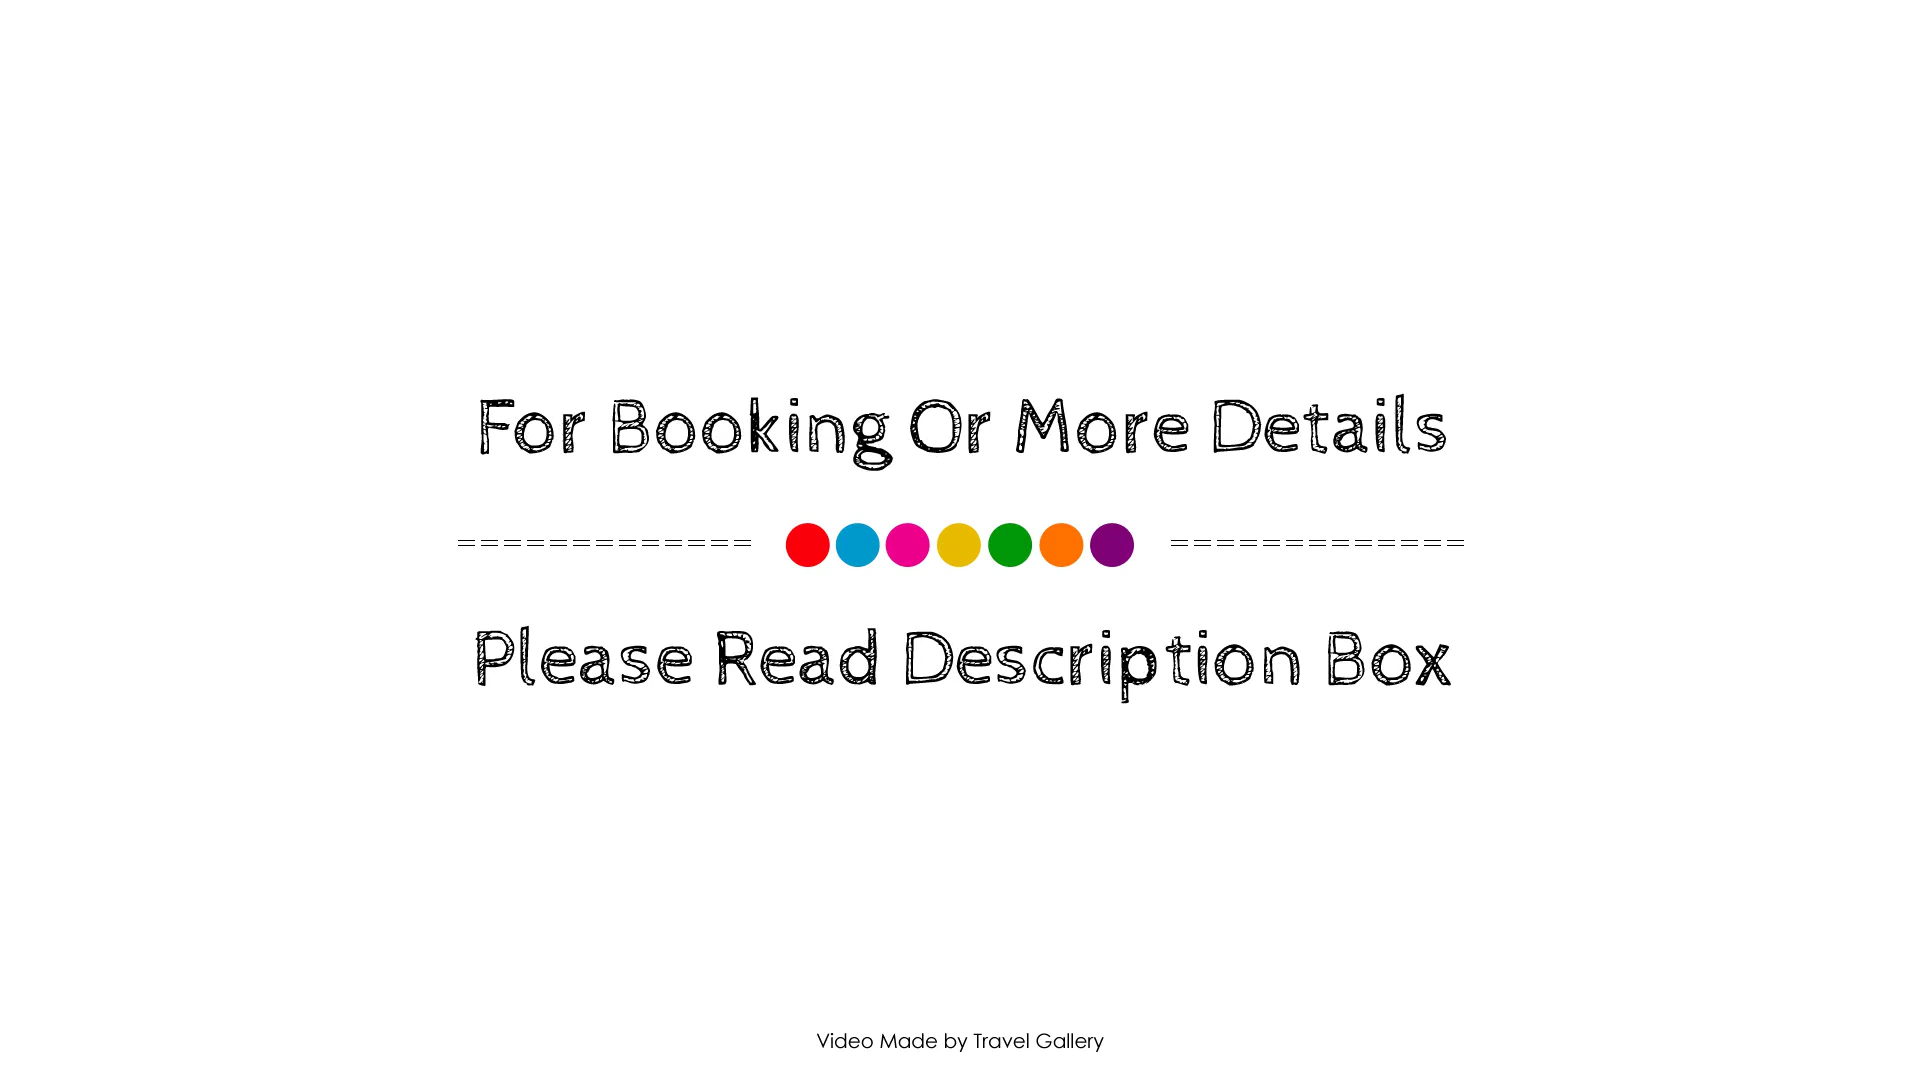 For Booking Or More Details
============= =============
Please Read Description Box
Video Made by Travel Gallery